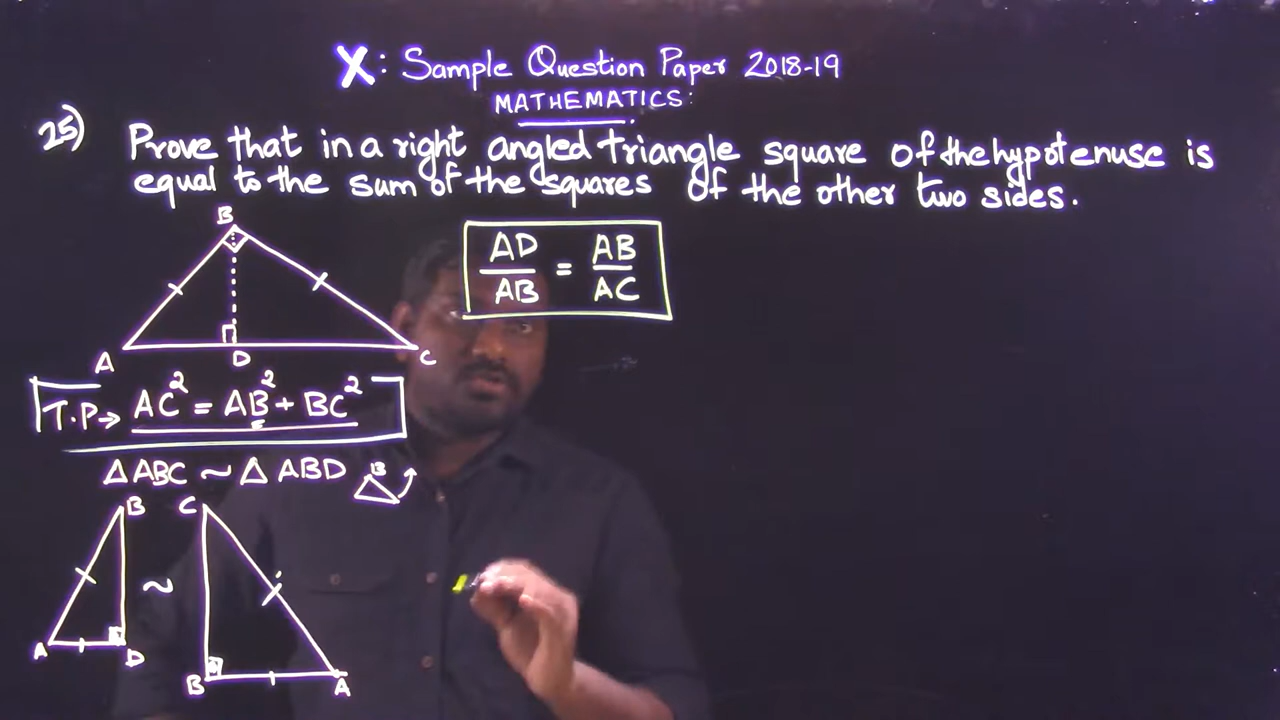 X: Sample Question Paper 2018-19
MATHEMATICS:
25) Prove that in a right angled triangle square of the hypotenuse is
equal to the sum of the squares of the other two sides.
B
A D C
AD/AB = AB/AC
T.P→ AC² = AB² + BC²
△ABC ~ △ABD
B
B C
~
A D
B A